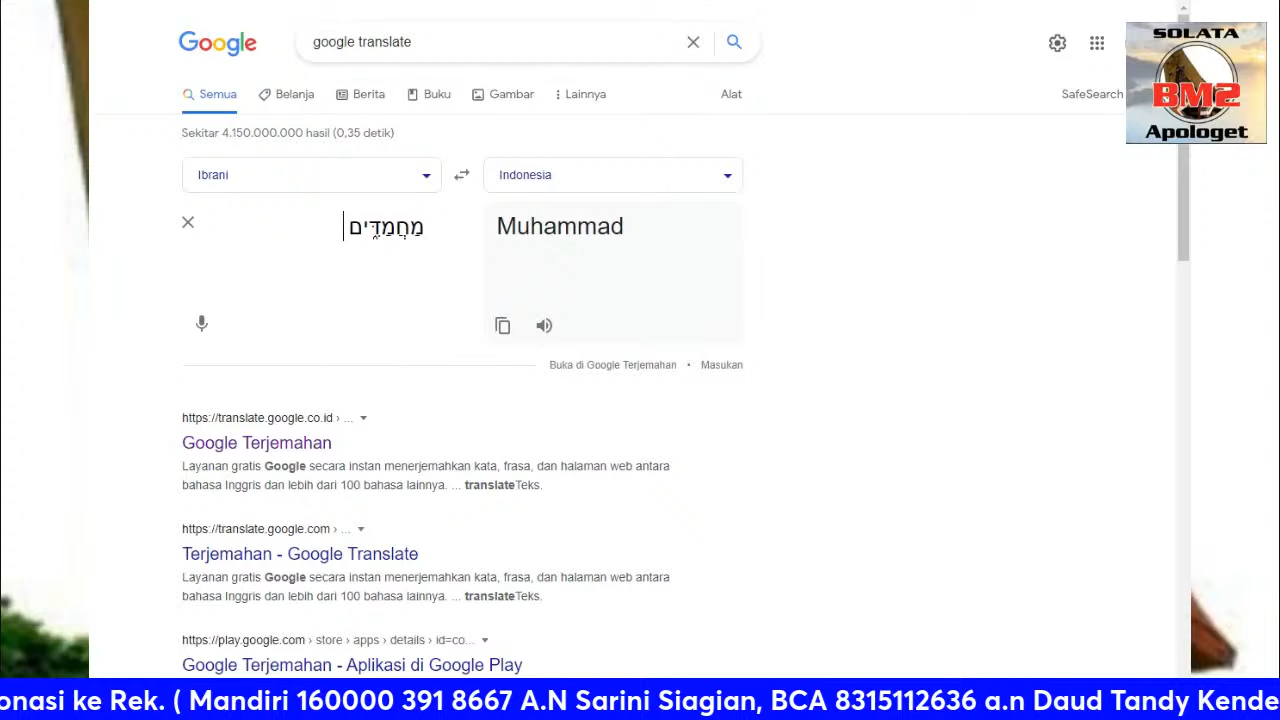 Google
google translate
Semua Belanja Berita Buku Gambar Lainnya Alat SafeSearch
Sekitar 4.150.000.000 hasil (0,35 detik)
Ibrani Indonesia
מַחֲמַדִּים Muhammad
Buka di Google Terjemahan • Masukan
https://translate.google.co.id › ...
Google Terjemahan
Layanan gratis Google secara instan menerjemahkan kata, frasa, dan halaman web antara
bahasa Inggris dan lebih dari 100 bahasa lainnya. ... translateTeks.
https://translate.google.com › ...
Terjemahan - Google Translate
Layanan gratis Google secara instan menerjemahkan kata, frasa, dan halaman web antara
bahasa Inggris dan lebih dari 100 bahasa lainnya. ... translateTeks.
https://play.google.com › store › apps › details › id=co...
Google Terjemahan - Aplikasi di Google Play
SOLATA
BM2
Apologet
onasi ke Rek. ( Mandiri 160000 391 8667 A.N Sarini Siagian, BCA 8315112636 a.n Daud Tandy Kende